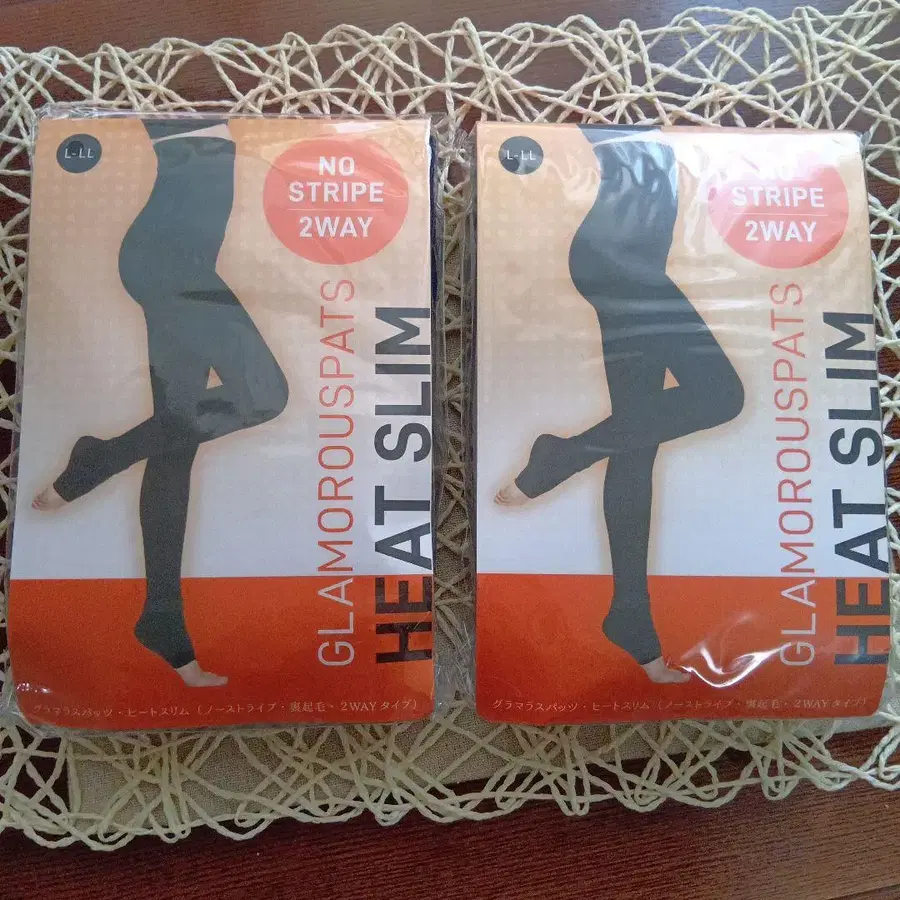 L-LL
NO
STRIPE
2WAY
GLAMOROUSPATS
HEAT SLIM
グラマラスパッツ・ヒートスリム（ノーストライプ・裏起毛・2WAYタイプ）
L-LL
NO
STRIPE
2WAY
GLAMOROUSPATS
HEAT SLIM
グラマラスパッツ・ヒートスリム（ノーストライプ・裏起毛・2WAYタイプ）